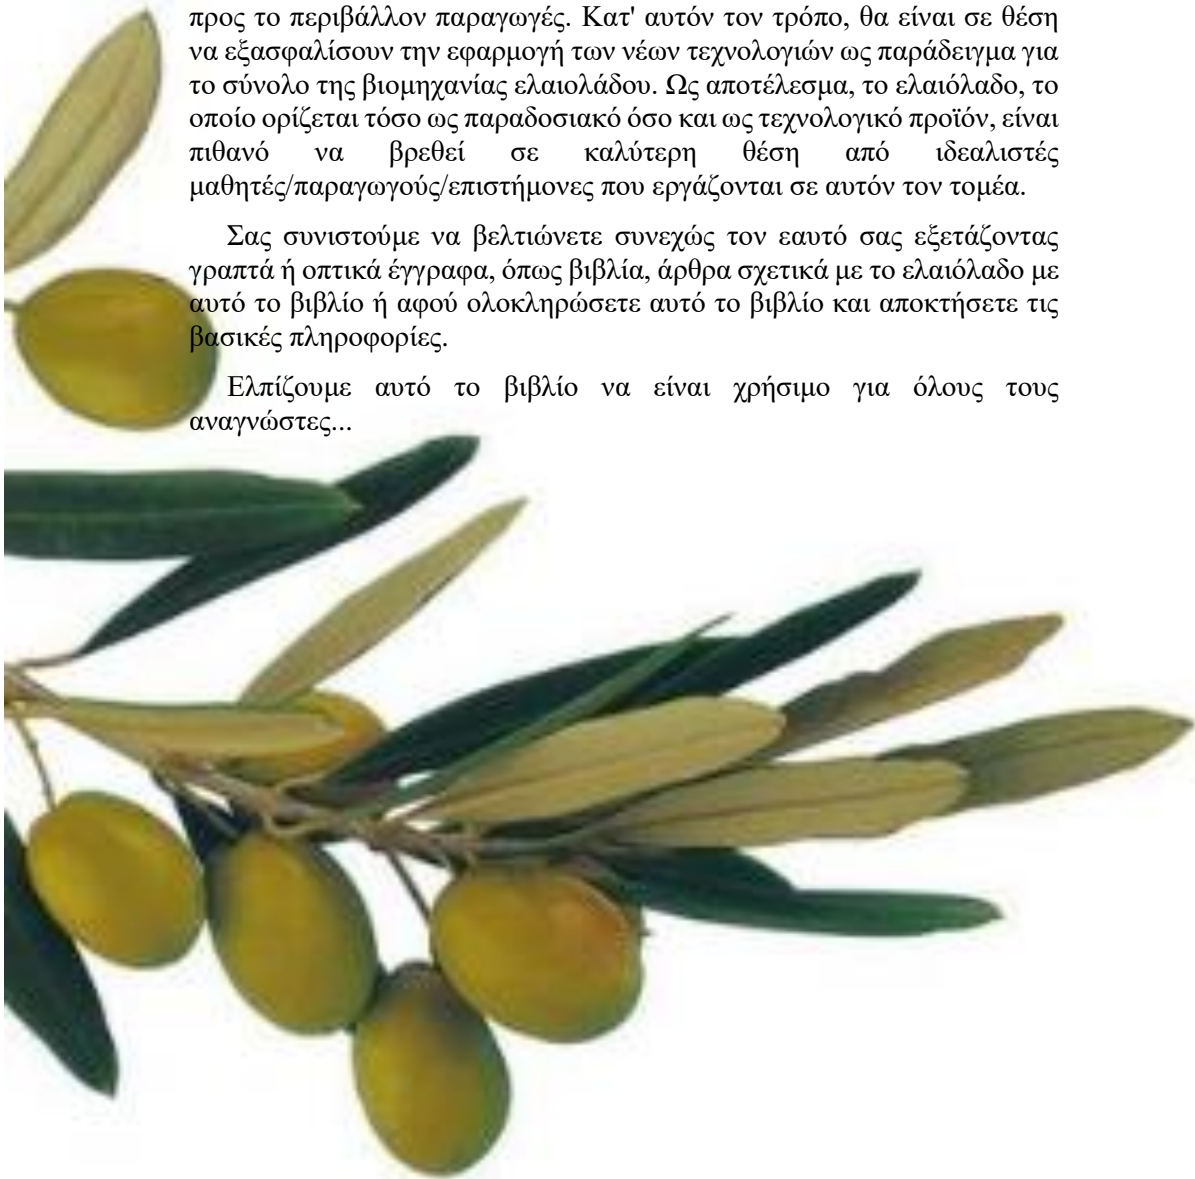 προς το περιβάλλον παραγωγές. Κατ' αυτόν τον τρόπο, θα είναι σε θέση
να εξασφαλίσουν την εφαρμογή των νέων τεχνολογιών ως παράδειγμα για
το σύνολο της βιομηχανίας ελαιολάδου. Ως αποτέλεσμα, το ελαιόλαδο, το
οποίο ορίζεται τόσο ως παραδοσιακό όσο και ως τεχνολογικό προϊόν, είναι
πιθανό να βρεθεί σε καλύτερη θέση από ιδεαλιστές
μαθητές/παραγωγούς/επιστήμονες που εργάζονται σε αυτόν τον τομέα.
Σας συνιστούμε να βελτιώνετε συνεχώς τον εαυτό σας εξετάζοντας
γραπτά ή οπτικά έγγραφα, όπως βιβλία, άρθρα σχετικά με το ελαιόλαδο με
αυτό το βιβλίο ή αφού ολοκληρώσετε αυτό το βιβλίο και αποκτήσετε τις
βασικές πληροφορίες.
Ελπίζουμε αυτό το βιβλίο να είναι χρήσιμο για όλους τους
αναγνώστες...